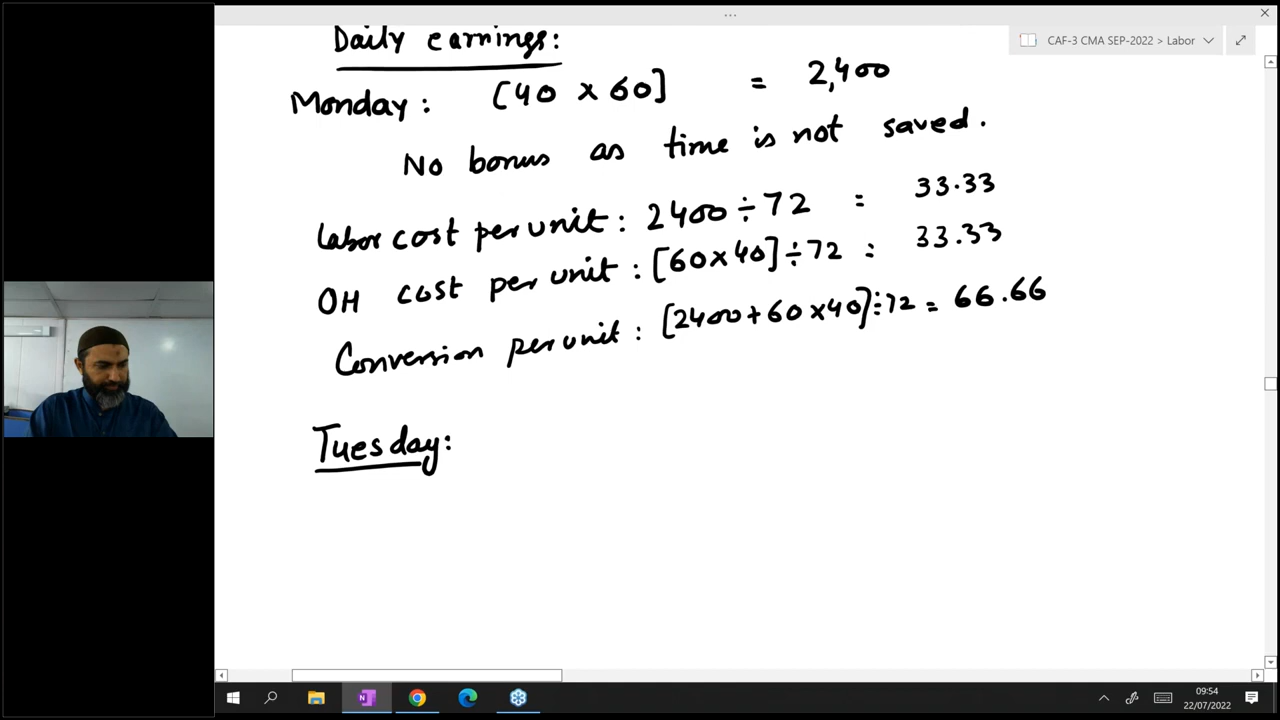 CAF-3 CMA SEP-2022 > Labor
Daily earnings:
Monday: [40 x 60] = 2,400
No bonus as time is not saved.
Labor cost per unit: 2400 ÷ 72 = 33.33
OH cost per unit: [60x40] ÷ 72 = 33.33
Conversion per unit: [2400 + 60 x 40] ÷ 72 = 66.66
Tuesday:
09:54
22/07/2022